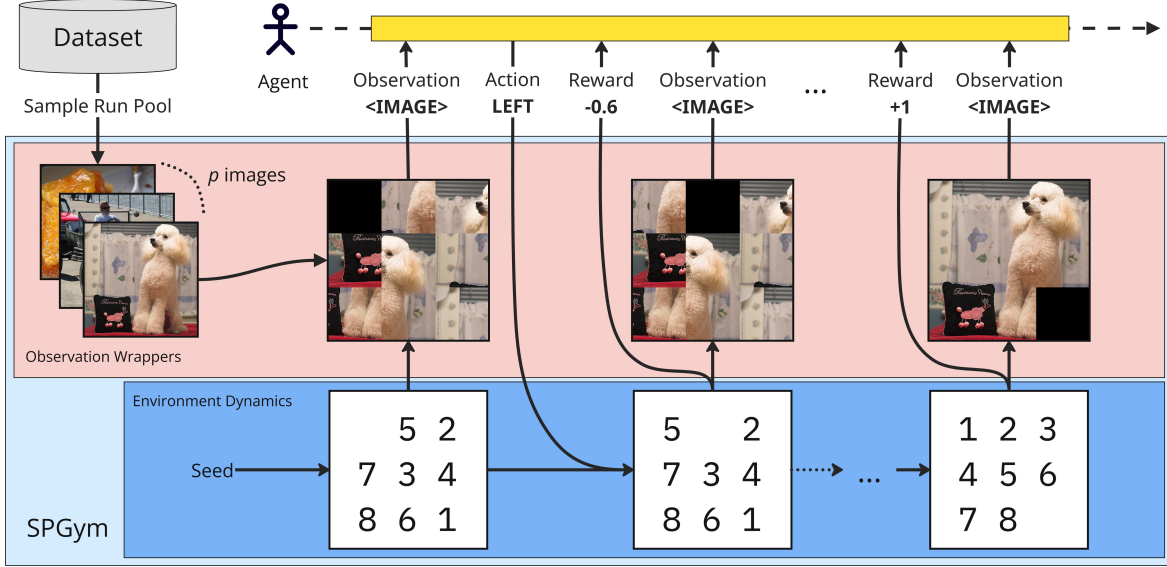 Dataset
Agent
Sample Run Pool
Observation
<IMAGE>
Action
LEFT
Reward
-0.6
Observation
<IMAGE>
...
Reward
+1
Observation
<IMAGE>
p images
Observation Wrappers
Environment Dynamics
Seed
5 2
7 3 4
8 6 1
5 2
7 3 4
8 6 1
...
1 2 3
4 5 6
7 8
SPGym